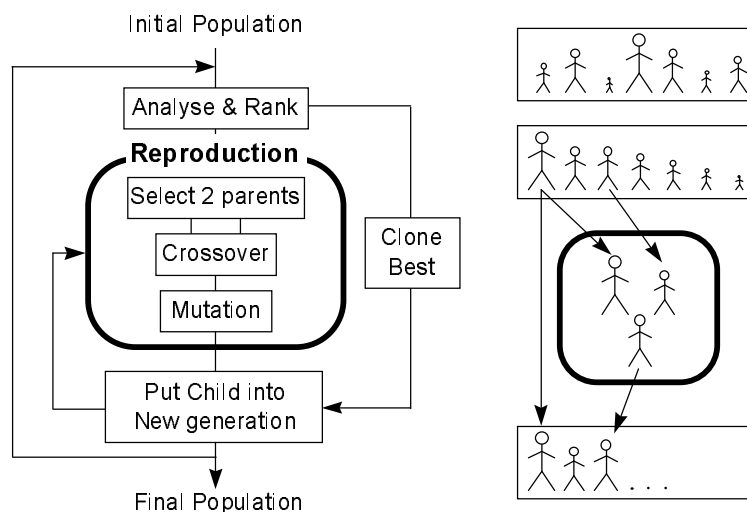 Initial Population
Analyse & Rank
Reproduction
Select 2 parents
Crossover
Mutation
Clone
Best
Put Child into
New generation
Final Population
. . .